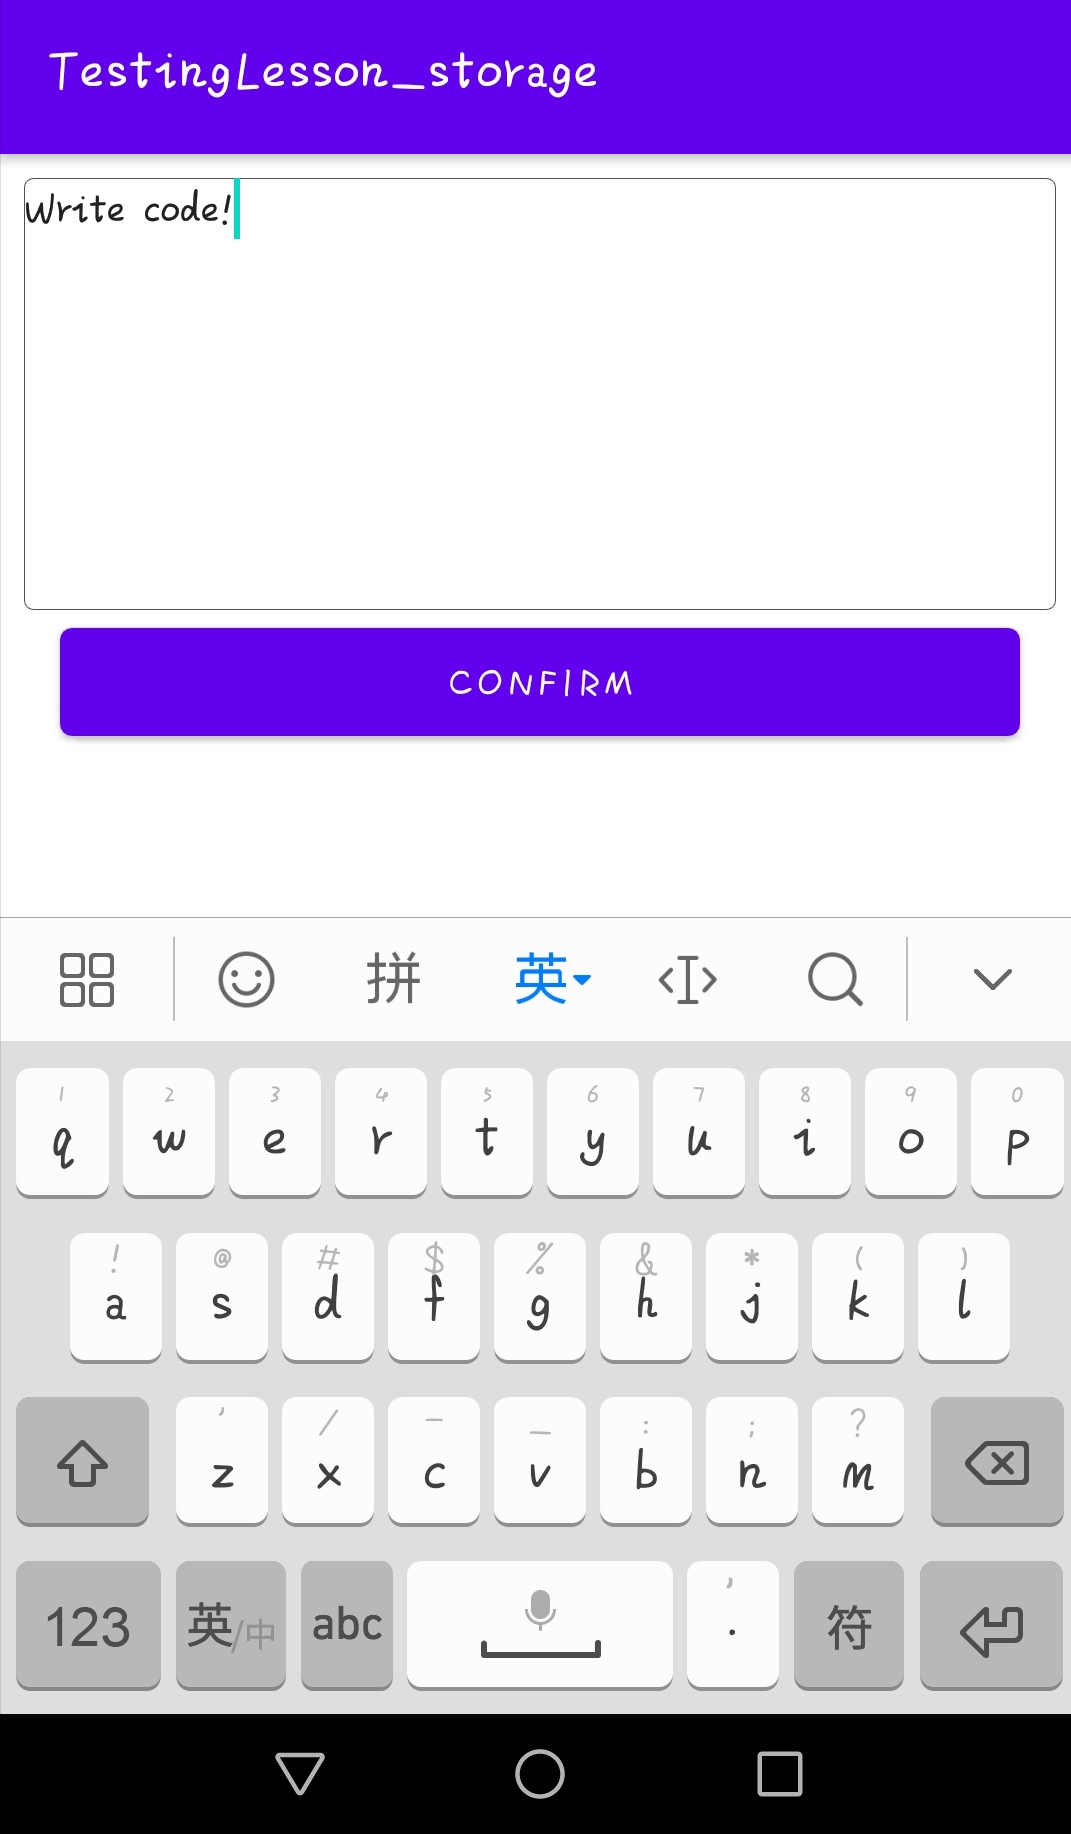 TestingLesson_storage
Write code!
CONFIRM
拼 英
1 2 3 4 5 6 7 8 9 0
q w e r t y u i o p
! @ # $ % & * ( )
a s d f g h j k l
' / – _ : ; ?
z x c v b n m
123 英/中 abc , . 符